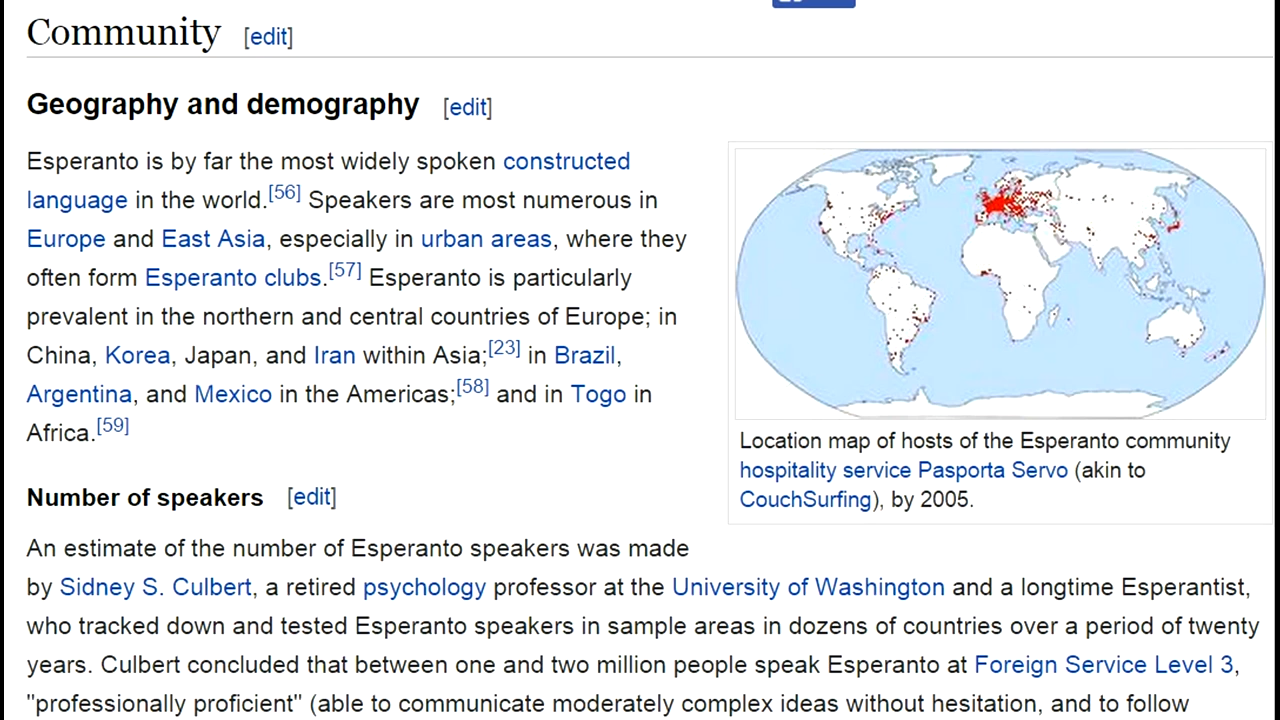 Community [edit]
Geography and demography [edit]
Esperanto is by far the most widely spoken constructed
language in the world.[56] Speakers are most numerous in
Europe and East Asia, especially in urban areas, where they
often form Esperanto clubs.[57] Esperanto is particularly
prevalent in the northern and central countries of Europe; in
China, Korea, Japan, and Iran within Asia;[23] in Brazil,
Argentina, and Mexico in the Americas;[58] and in Togo in
Africa.[59]
Location map of hosts of the Esperanto community
hospitality service Pasporta Servo (akin to
CouchSurfing), by 2005.
Number of speakers [edit]
An estimate of the number of Esperanto speakers was made
by Sidney S. Culbert, a retired psychology professor at the University of Washington and a longtime Esperantist,
who tracked down and tested Esperanto speakers in sample areas in dozens of countries over a period of twenty
years. Culbert concluded that between one and two million people speak Esperanto at Foreign Service Level 3,
"professionally proficient" (able to communicate moderately complex ideas without hesitation, and to follow